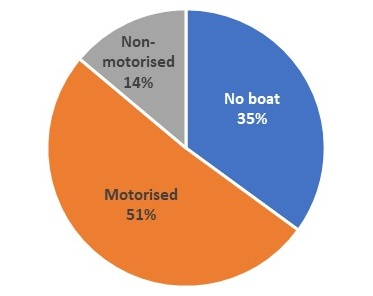 Non-
motorised
14%
No boat
35%
Motorised
51%